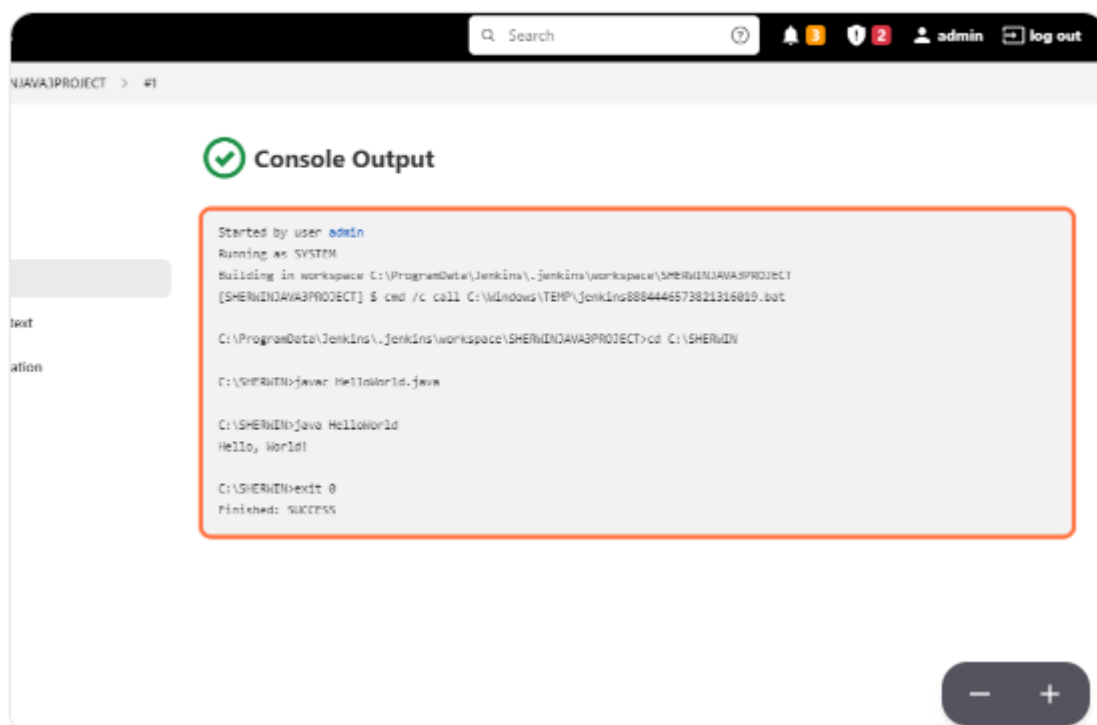 Search
3
2
admin
log out
NJAVA3PROJECT > #1
Console Output
Started by user admin
Running as SYSTEM
Building in workspace C:\ProgramData\Jenkins\.jenkins\workspace\SHERWINJAVA3PROJECT
[SHERWINJAVA3PROJECT] $ cmd /c call C:\Windows\TEMP\jenkins8884446573821316019.bat
C:\ProgramData\Jenkins\.jenkins\workspace\SHERWINJAVA3PROJECT>cd C:\SHERWIN
C:\SHERWIN>javac HelloWorld.java
C:\SHERWIN>java HelloWorld
Hello, World!
C:\SHERWIN>exit 0
Finished: SUCCESS
text
ation